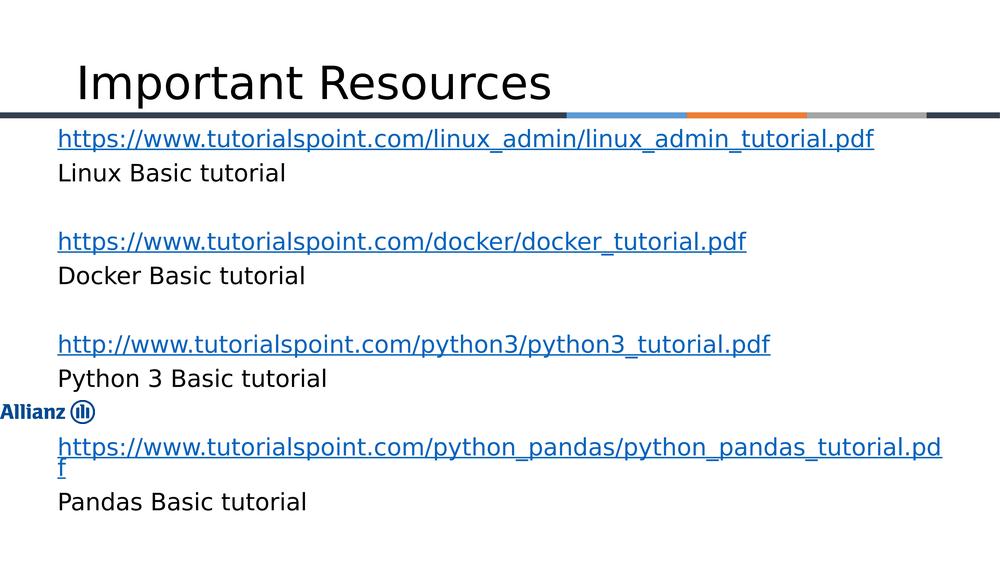 Important Resources
https://www.tutorialspoint.com/linux_admin/linux_admin_tutorial.pdf
Linux Basic tutorial
https://www.tutorialspoint.com/docker/docker_tutorial.pdf
Docker Basic tutorial
http://www.tutorialspoint.com/python3/python3_tutorial.pdf
Python 3 Basic tutorial
Allianz
https://www.tutorialspoint.com/python_pandas/python_pandas_tutorial.pd
f
Pandas Basic tutorial